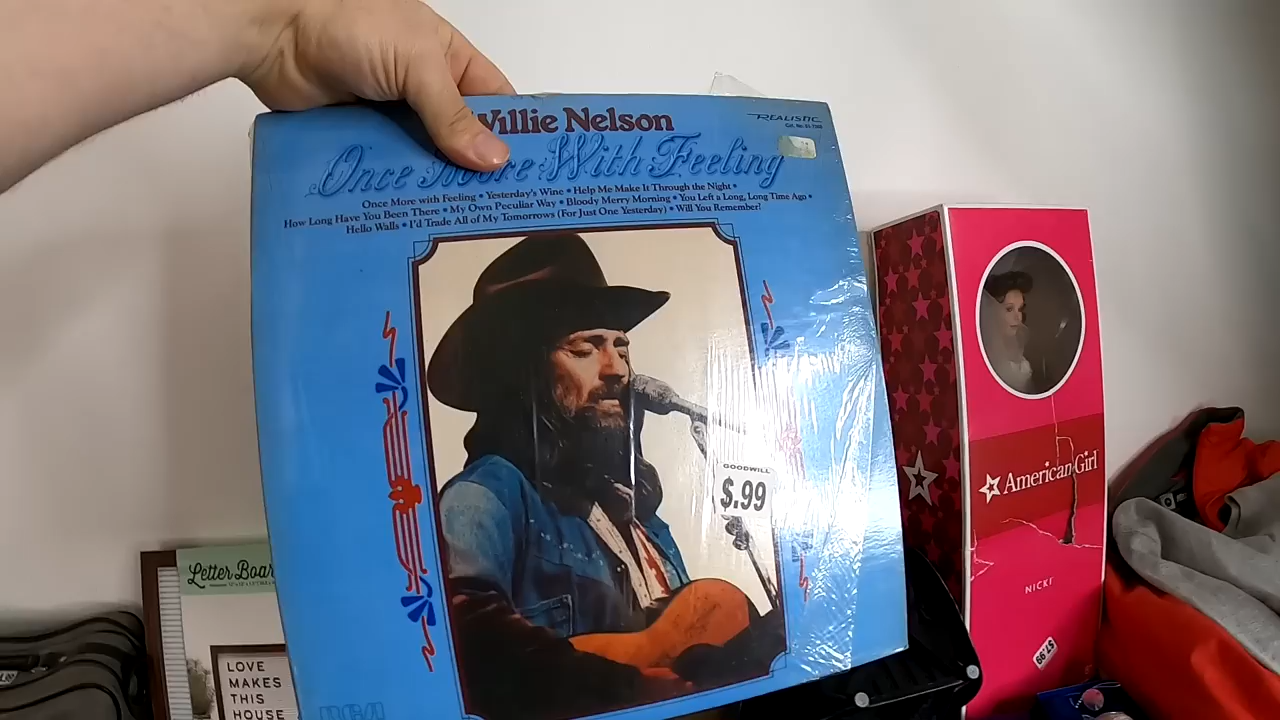 Willie Nelson
REALISTIC
Once More With Feeling
Once More with Feeling • Yesterday's Wine • Help Me Make It Through the Night •
How Long Have You Been There • My Own Peculiar Way • Bloody Merry Morning • You Left a Long, Long Time Ago •
Hello Walls • I'd Trade All of My Tomorrows (For Just One Yesterday) • Will You Remember!
GOODWILL
$.99
RCA
American Girl
NICKI
$7.99
Letter Boar
LOVE
MAKES
THIS
HOUSE